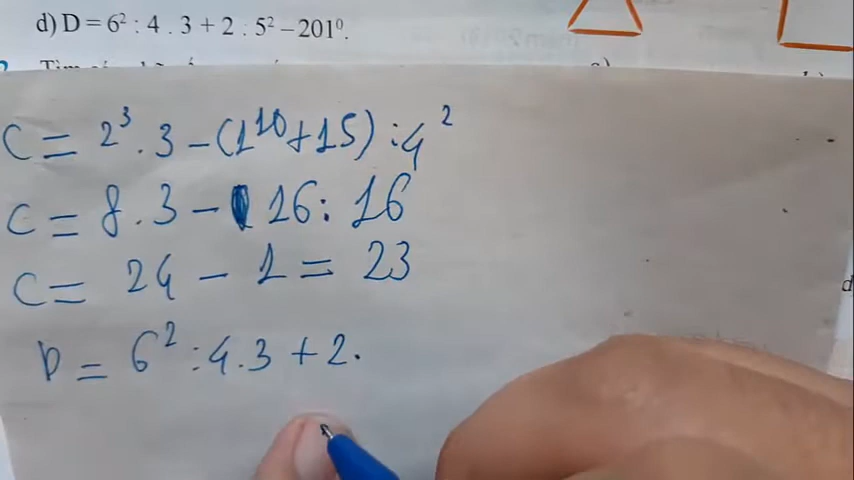 d) D = 6² : 4 . 3 + 2 : 5² – 201⁰.
C = 2³ . 3 – (1¹⁰ + 15) : 4²
C = 8 . 3 – 16 : 16
C = 24 – 1 = 23
D = 6² : 4 . 3 + 2 .